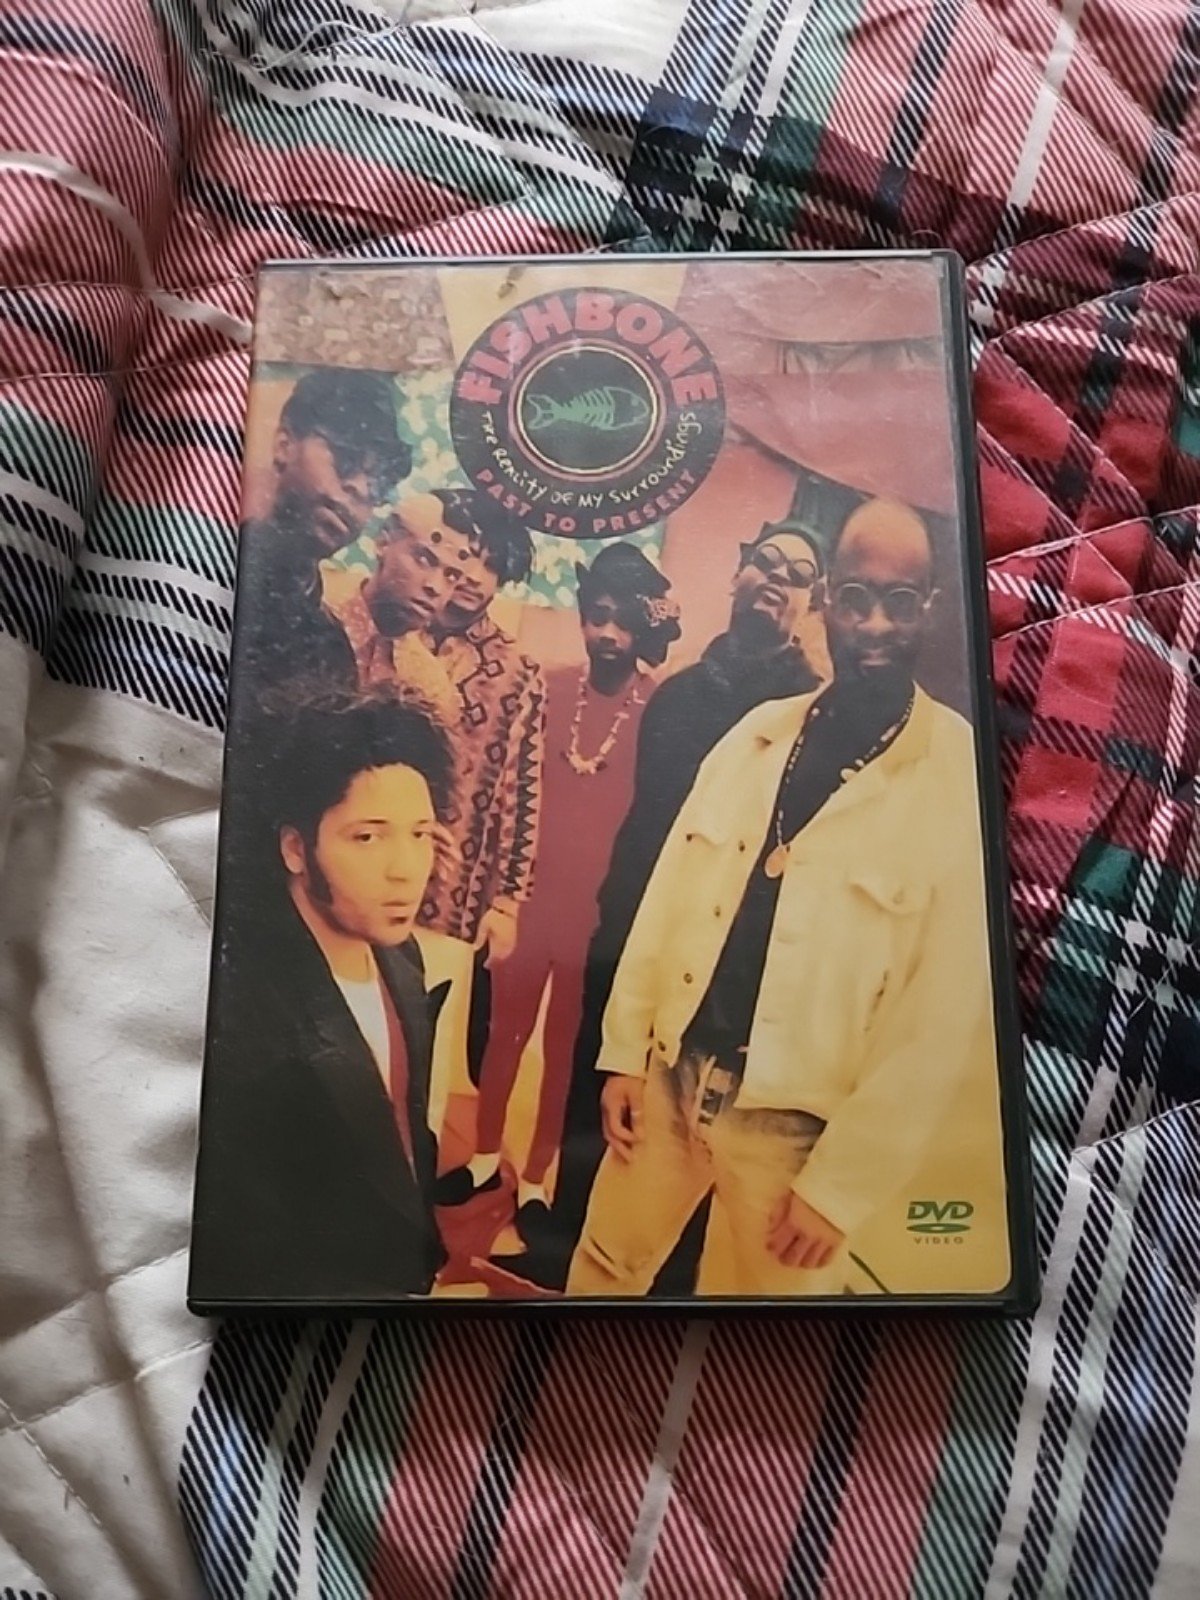 FISHBONE
THE REALITY OF MY SURROUNDINGS
PAST TO PRESENT
DVD
VIDEO